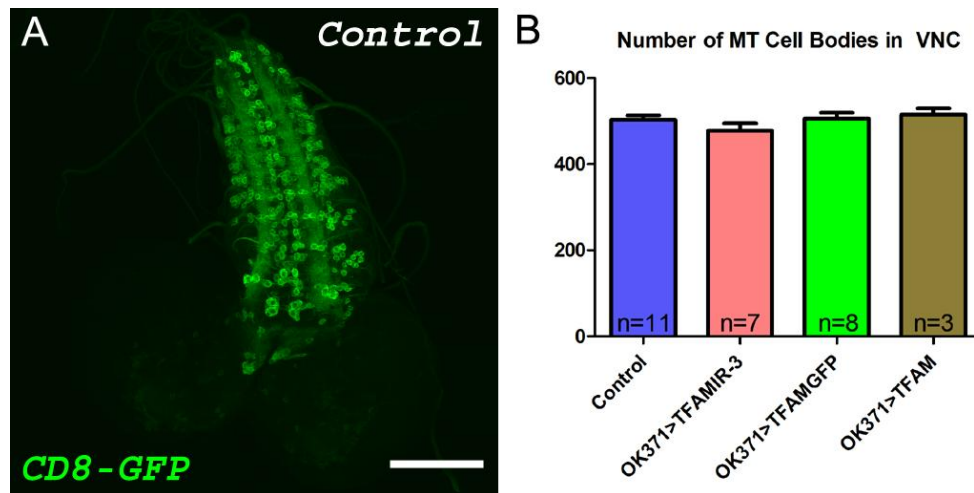 A
Control
CD8-GFP
B
Number of MT Cell Bodies in VNC
600
400
200
0
n=11
n=7
n=8
n=3
Control
OK371>TFAMIR-3
OK371>TFAMGFP
OK371>TFAM